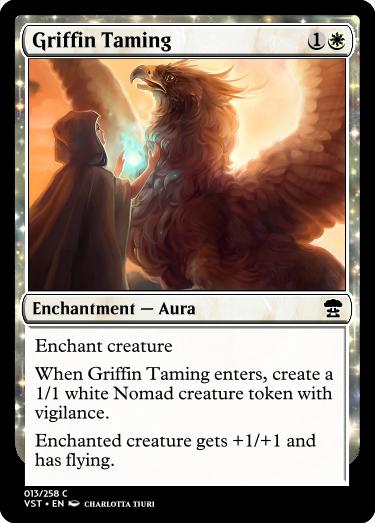 Griffin Taming 1
Enchantment — Aura
Enchant creature
When Griffin Taming enters, create a
1/1 white Nomad creature token with
vigilance.
Enchanted creature gets +1/+1 and
has flying.
013/258 C
VST • EN CHARLOTTA TIURI